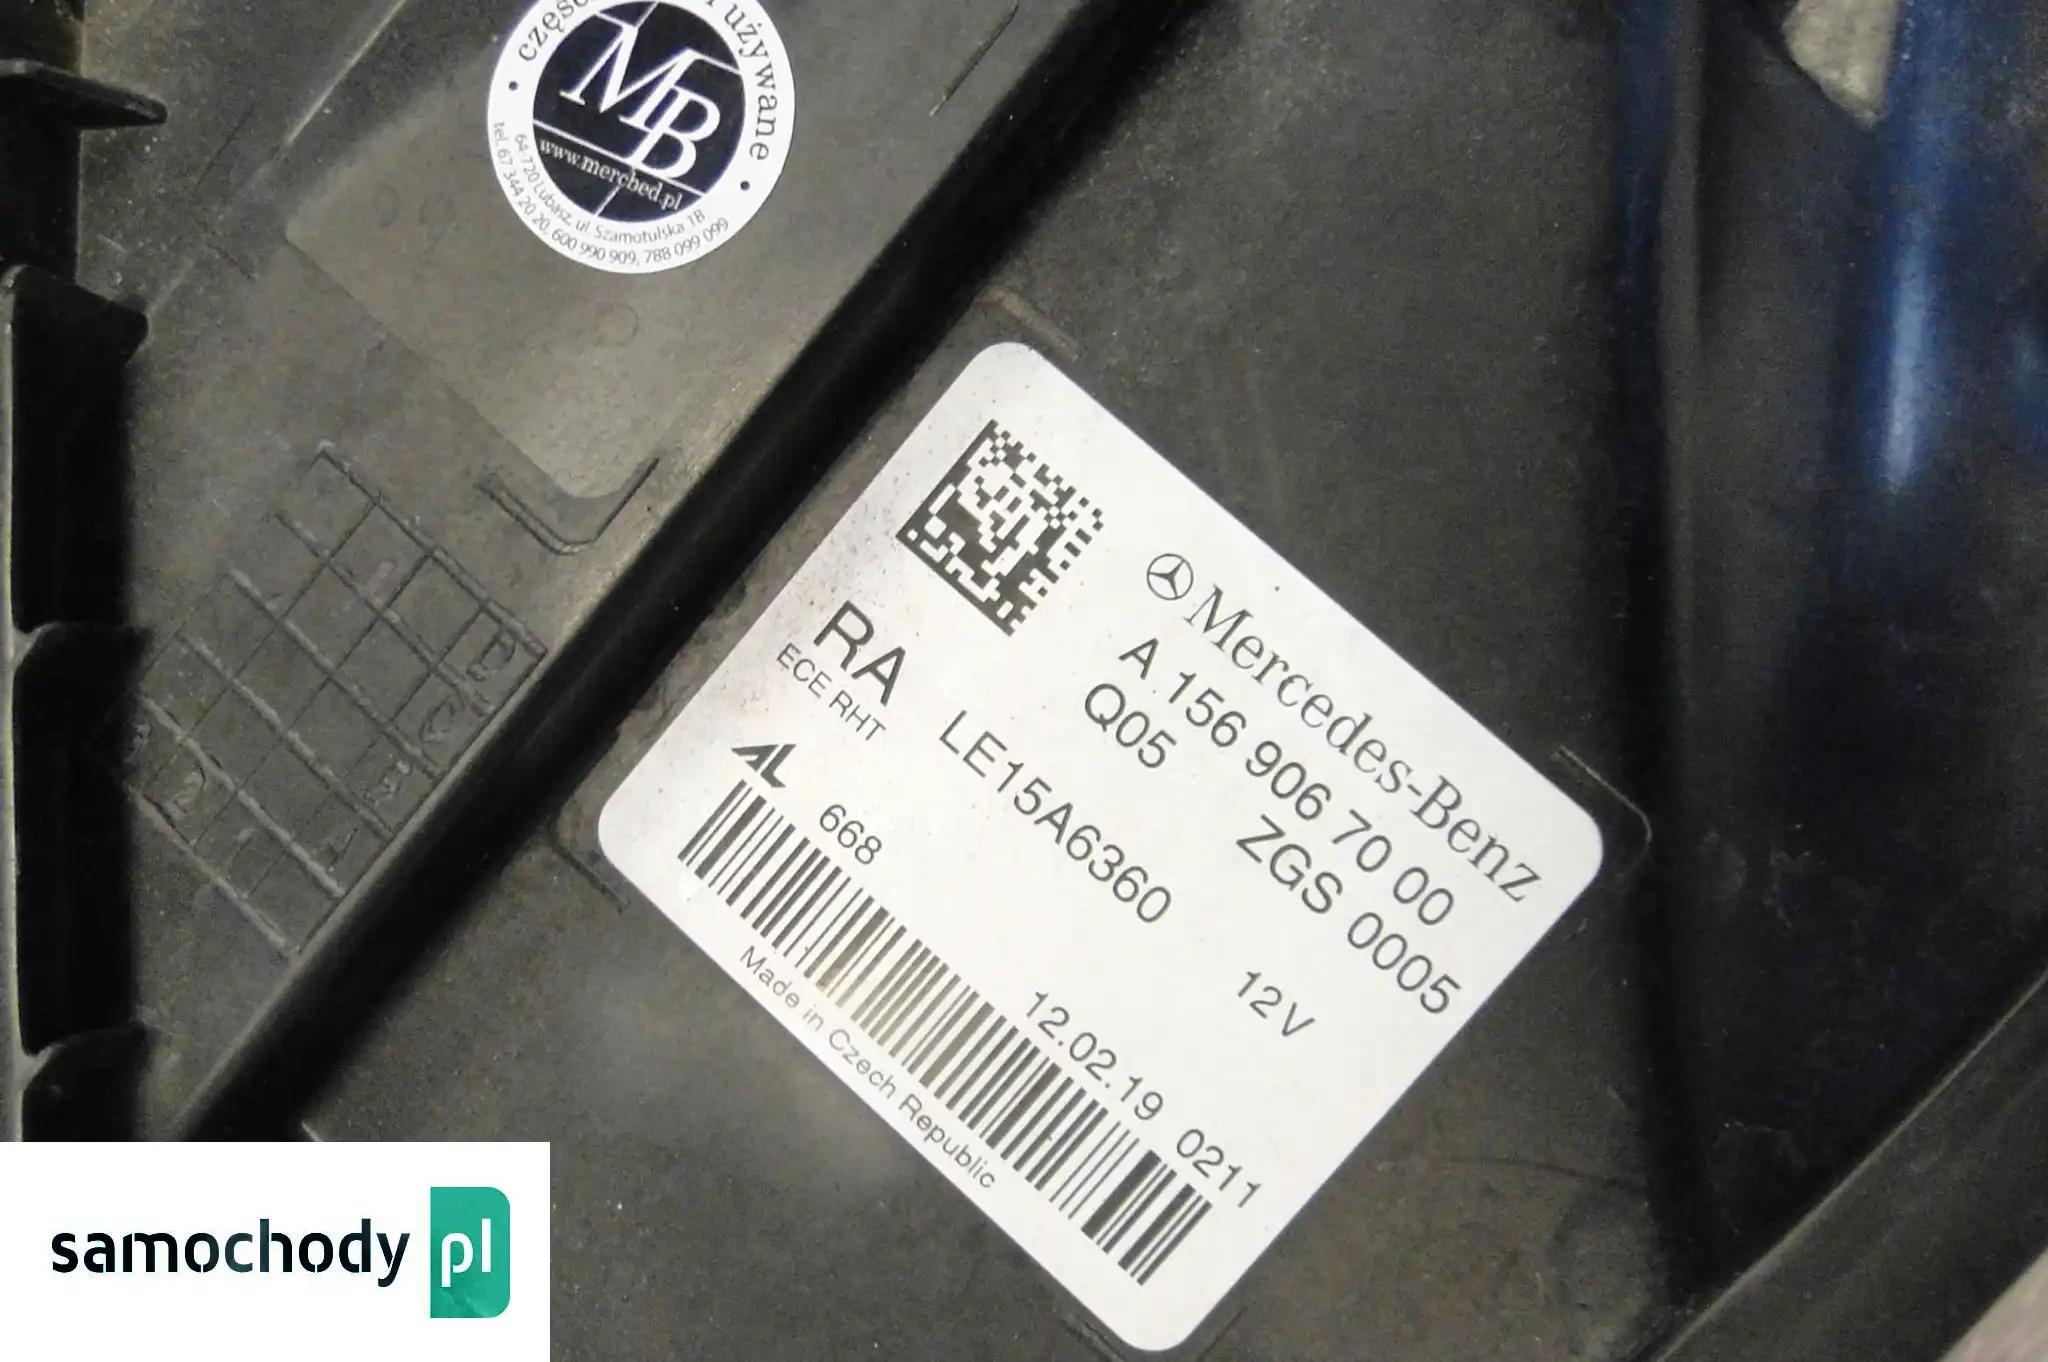 używane
MB
www.mercbed.pl
64-720 Lubasz, ul. Szamotulska 1B
tel. 67 344 20 20, 600 990 909, 788 099 099
Mercedes-Benz
A 156 906 70 00
Q05 ZGS 0005
RA
ECE RHT
LE15A6360
12V
AL
668
12.02.19 0211
Made in Czech Republic
D
C
B
A
2
samochody pl